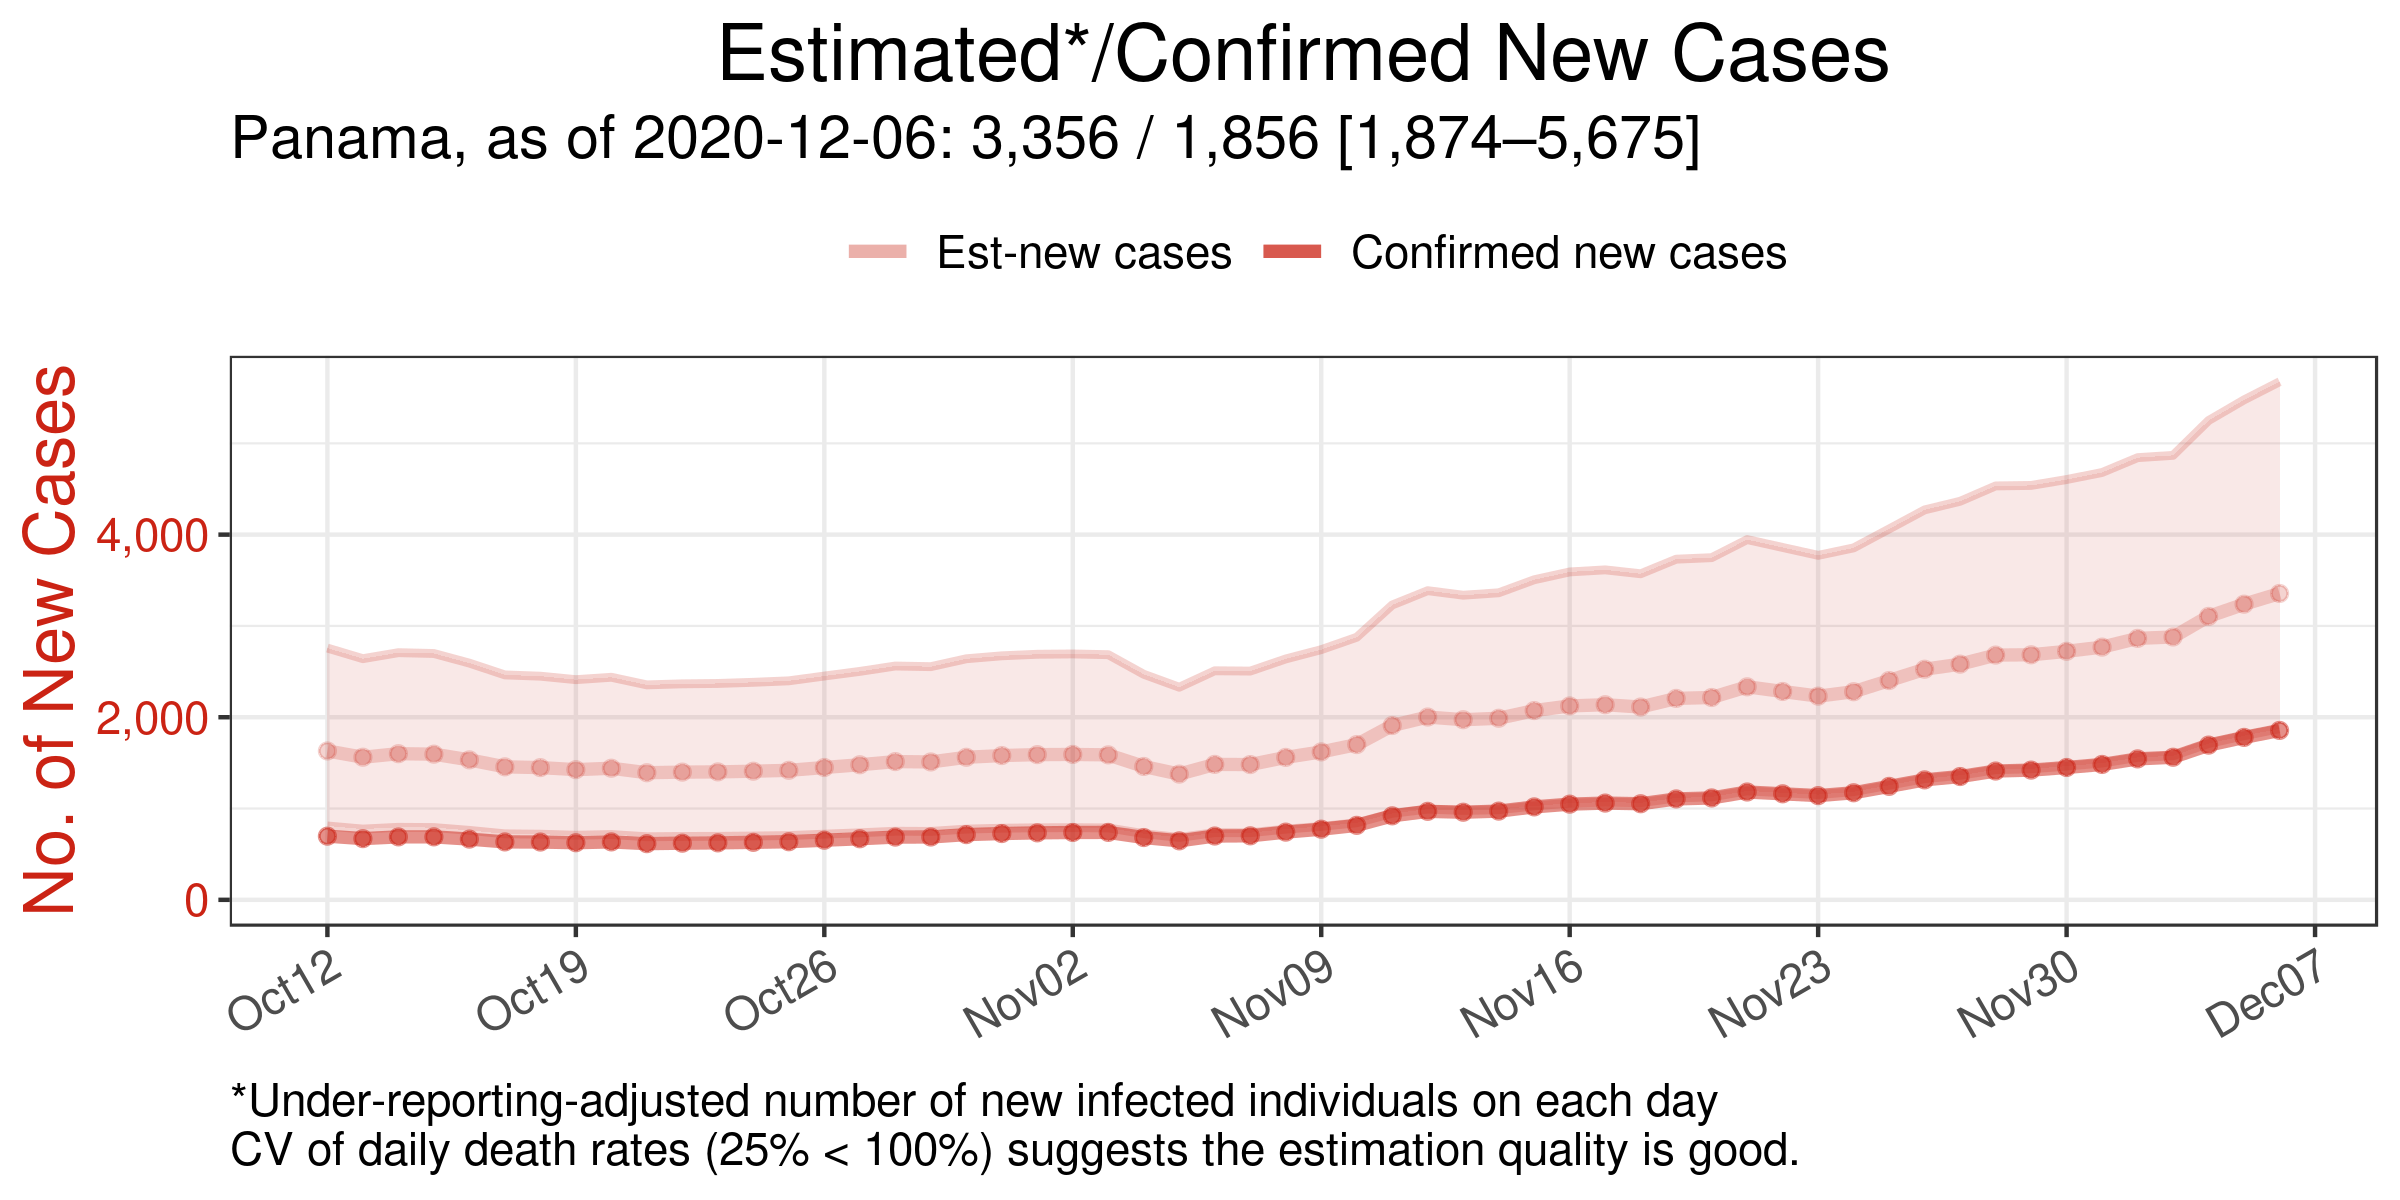 Estimated*/Confirmed New Cases
Panama, as of 2020-12-06: 3,356 / 1,856 [1,874–5,675]
Est-new cases
Confirmed new cases
No. of New Cases
4,000
2,000
0
Oct12
Oct19
Oct26
Nov02
Nov09
Nov16
Nov23
Nov30
Dec07
*Under-reporting-adjusted number of new infected individuals on each day
CV of daily death rates (25% < 100%) suggests the estimation quality is good.